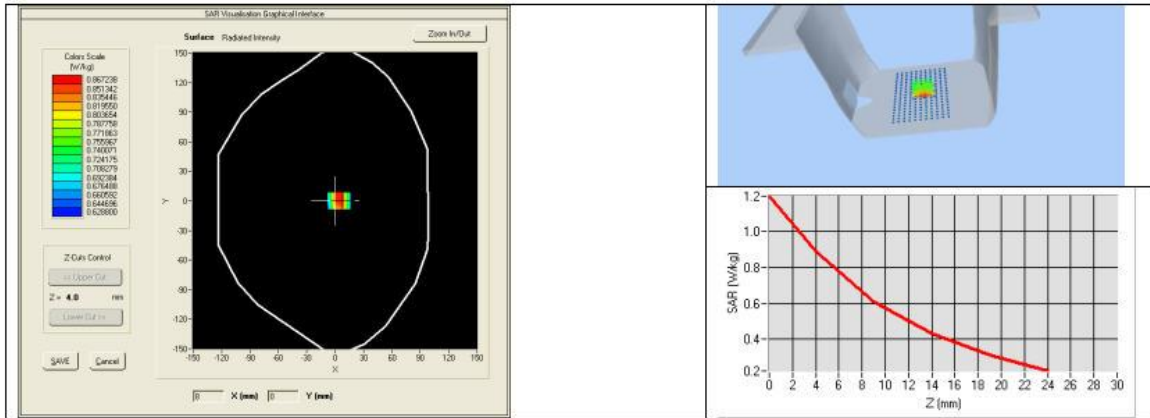 SAR Visualisation Graphical Interface
Surface Radiated Intensity
Zoom In/Out
Colors Scale
(W/kg)
0.867238
0.851342
0.835446
0.819550
0.803654
0.787758
0.771863
0.755967
0.740071
0.724175
0.708279
0.692384
0.676488
0.660592
0.644696
0.628800
Z-Cuts Control
<< Upper Cut
Z = 4.0 mm
Lower Cut >>
SAVE Cancel
150
120
90
60
30
0
-30
-60
-90
-120
-150
Y
-150 -120 -90 -60 -30 0 30 60 90 120 150
X
0 X (mm) 0 Y (mm)
1.2
1.0
0.8
0.6
0.4
0.2
SAR (W/kg)
0 2 4 6 8 10 12 14 16 18 20 22 24 26 28 30
Z (mm)